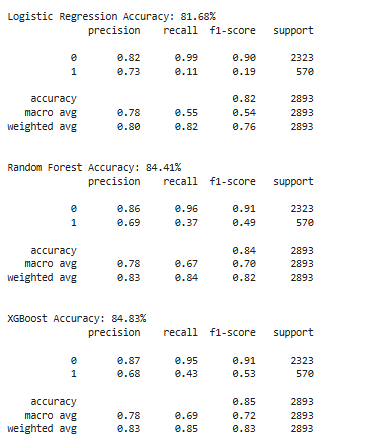 Logistic Regression Accuracy: 81.68%
precision recall f1-score support
0 0.82 0.99 0.90 2323
1 0.73 0.11 0.19 570
accuracy 0.82 2893
macro avg 0.78 0.55 0.54 2893
weighted avg 0.80 0.82 0.76 2893
Random Forest Accuracy: 84.41%
precision recall f1-score support
0 0.86 0.96 0.91 2323
1 0.69 0.37 0.49 570
accuracy 0.84 2893
macro avg 0.78 0.67 0.70 2893
weighted avg 0.83 0.84 0.82 2893
XGBoost Accuracy: 84.83%
precision recall f1-score support
0 0.87 0.95 0.91 2323
1 0.68 0.43 0.53 570
accuracy 0.85 2893
macro avg 0.78 0.69 0.72 2893
weighted avg 0.83 0.85 0.83 2893